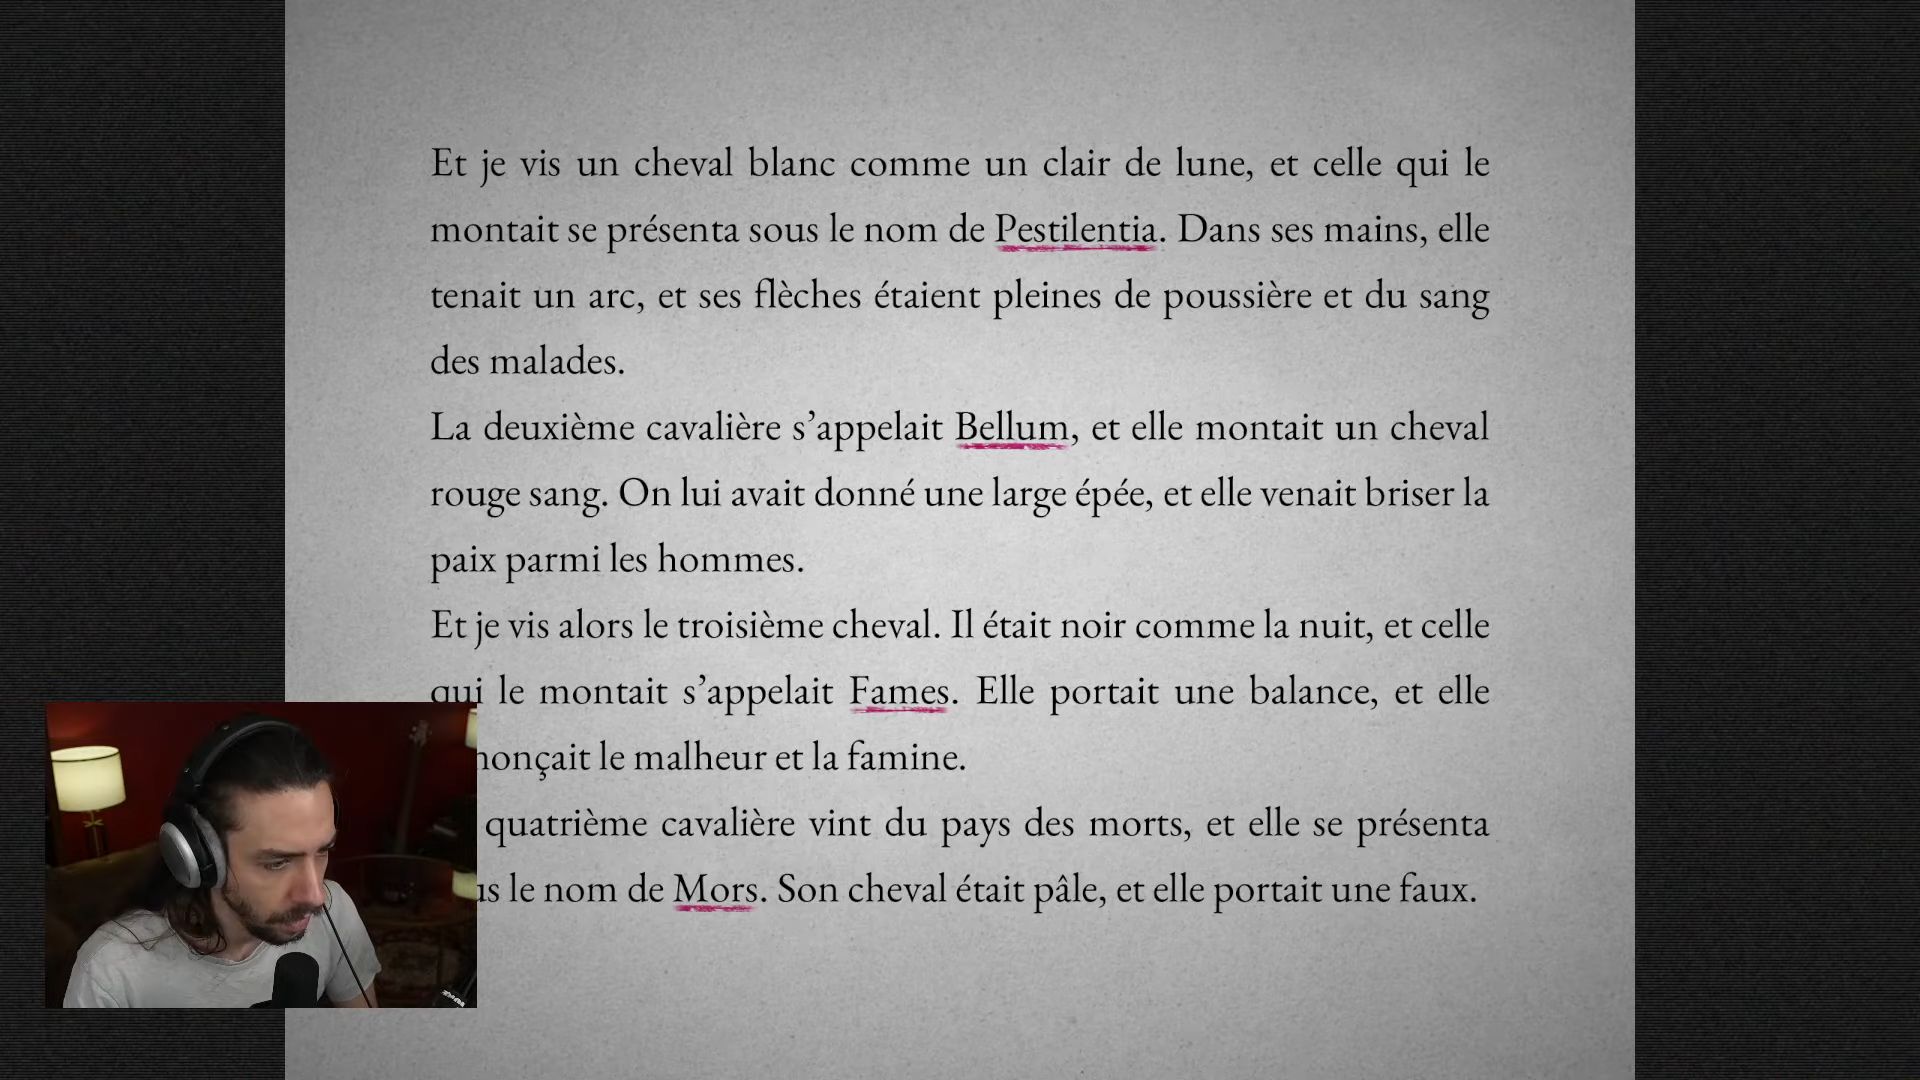 Et je vis un cheval blanc comme un clair de lune, et celle qui le
montait se présenta sous le nom de Pestilentia. Dans ses mains, elle
tenait un arc, et ses flèches étaient pleines de poussière et du sang
des malades.
La deuxième cavalière s’appelait Bellum, et elle montait un cheval
rouge sang. On lui avait donné une large épée, et elle venait briser la
paix parmi les hommes.
Et je vis alors le troisième cheval. Il était noir comme la nuit, et celle
qui le montait s’appelait Fames. Elle portait une balance, et elle
le malheur et la famine.
quatrième cavalière vint du pays des morts, et elle se présenta
le nom de Mors. Son cheval était pâle, et elle portait une faux.